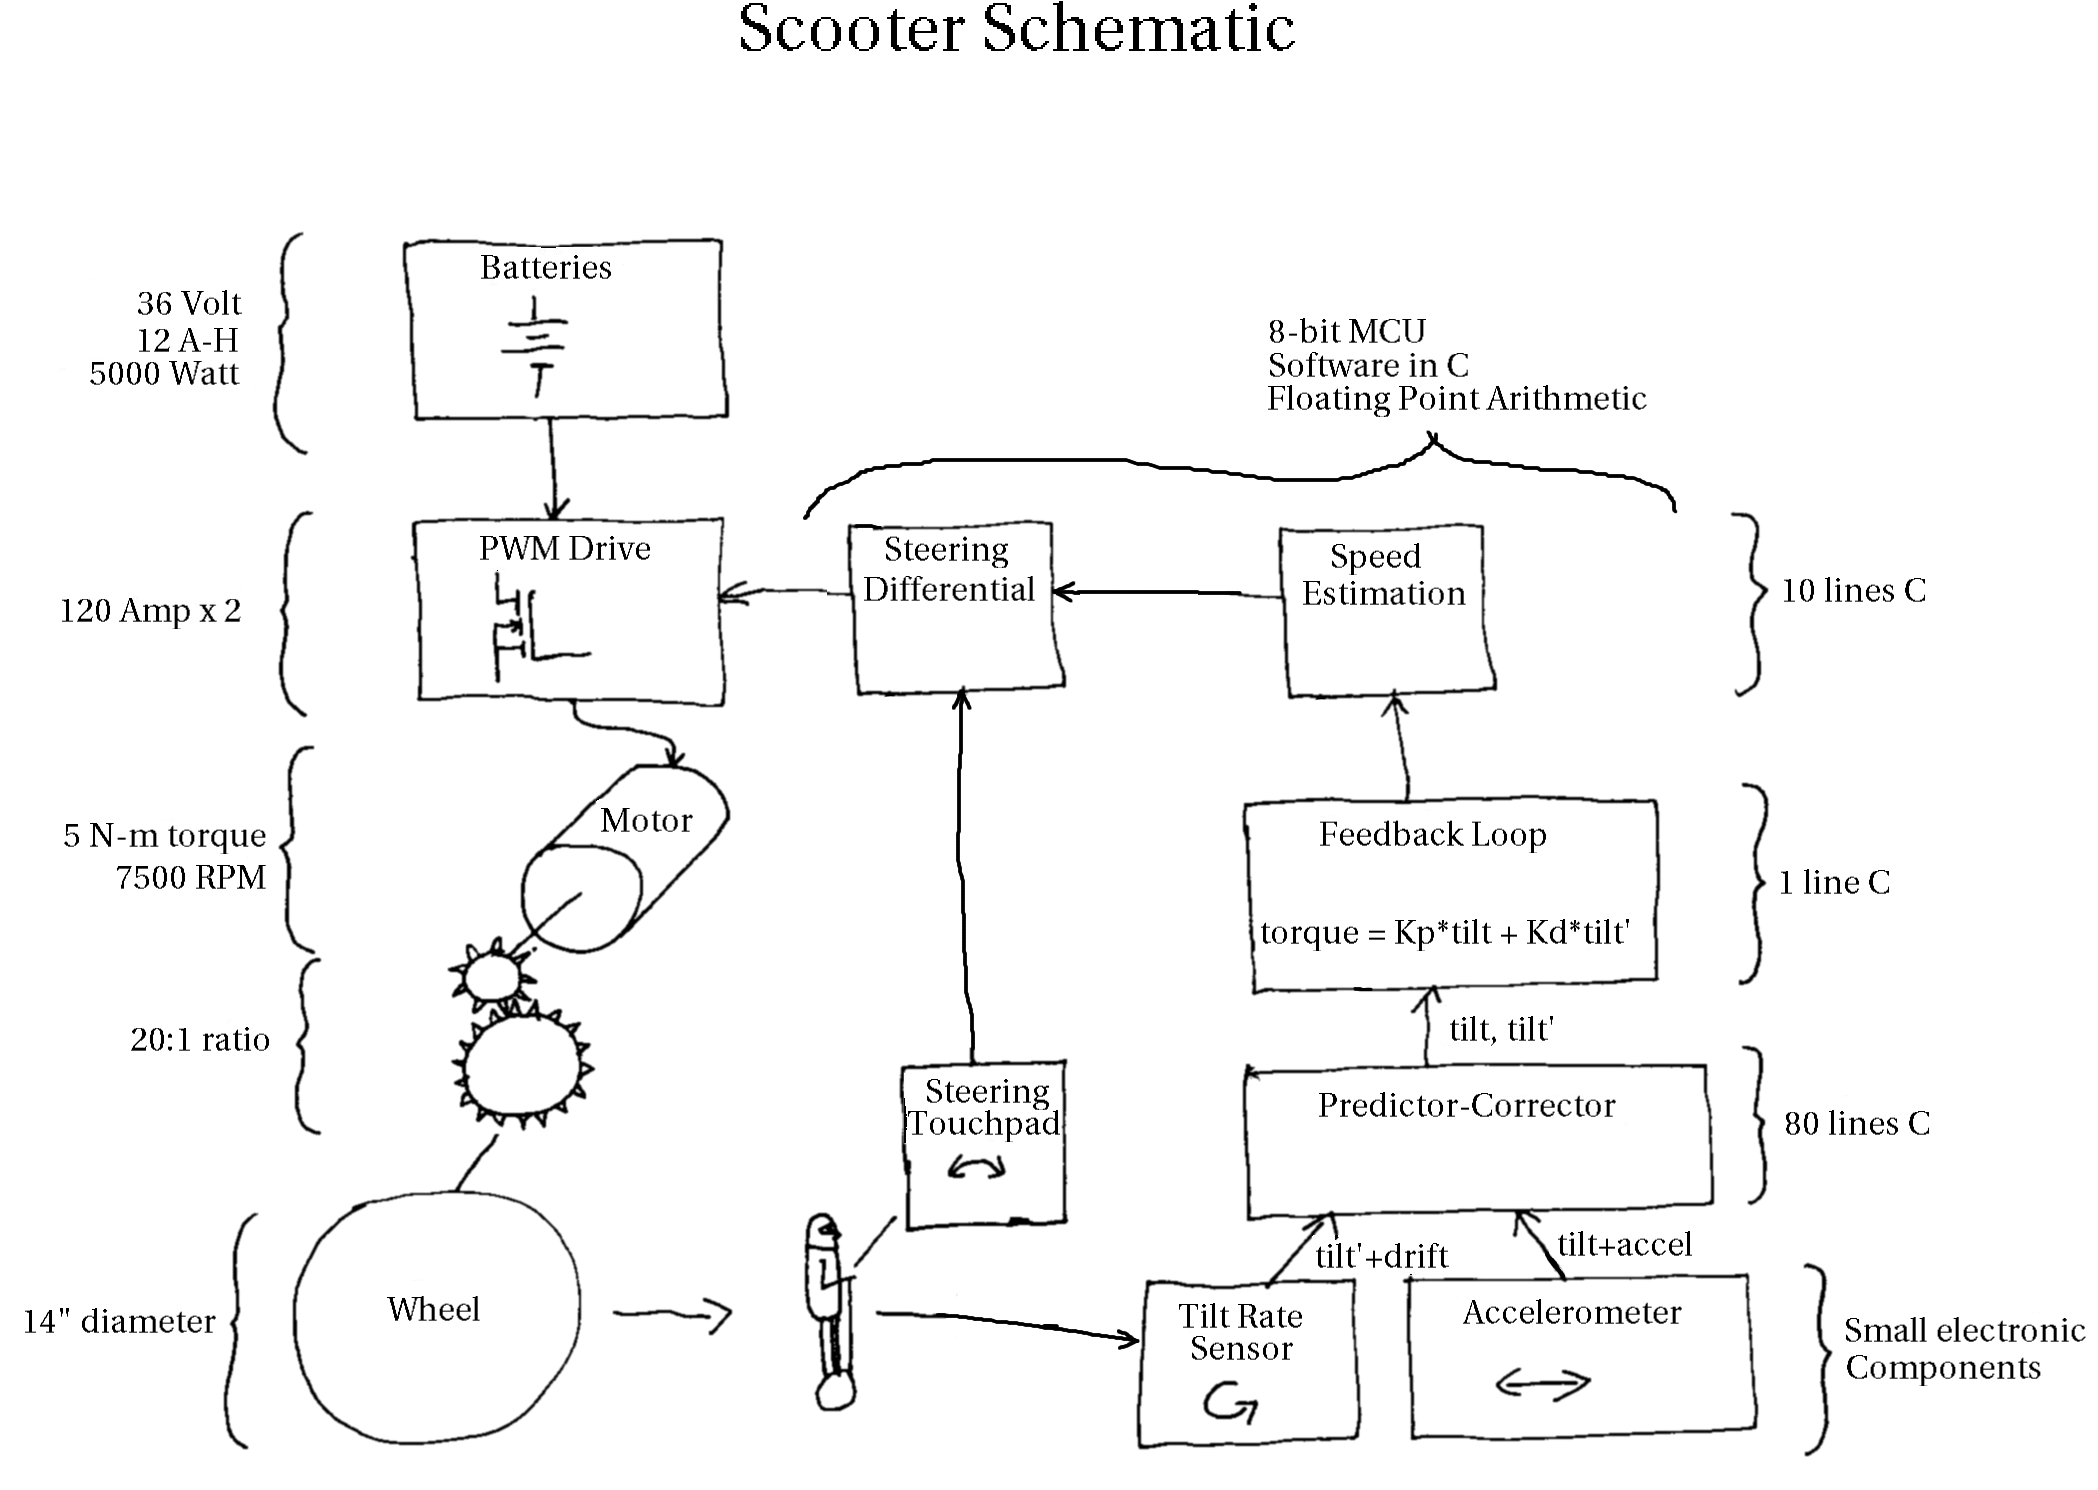 Scooter Schematic
36 Volt
12 A-H
5000 Watt
Batteries
8-bit MCU
Software in C
Floating Point Arithmetic
120 Amp x 2
PWM Drive
Steering
Differential
Speed
Estimation
10 lines C
5 N-m torque
7500 RPM
Motor
Feedback Loop
torque = Kp*tilt + Kd*tilt'
1 line C
20:1 ratio
tilt, tilt'
Steering
Touchpad
Predictor-Corrector
80 lines C
tilt'+drift
tilt+accel
14" diameter
Wheel
Tilt Rate
Sensor
Accelerometer
Small electronic
Components